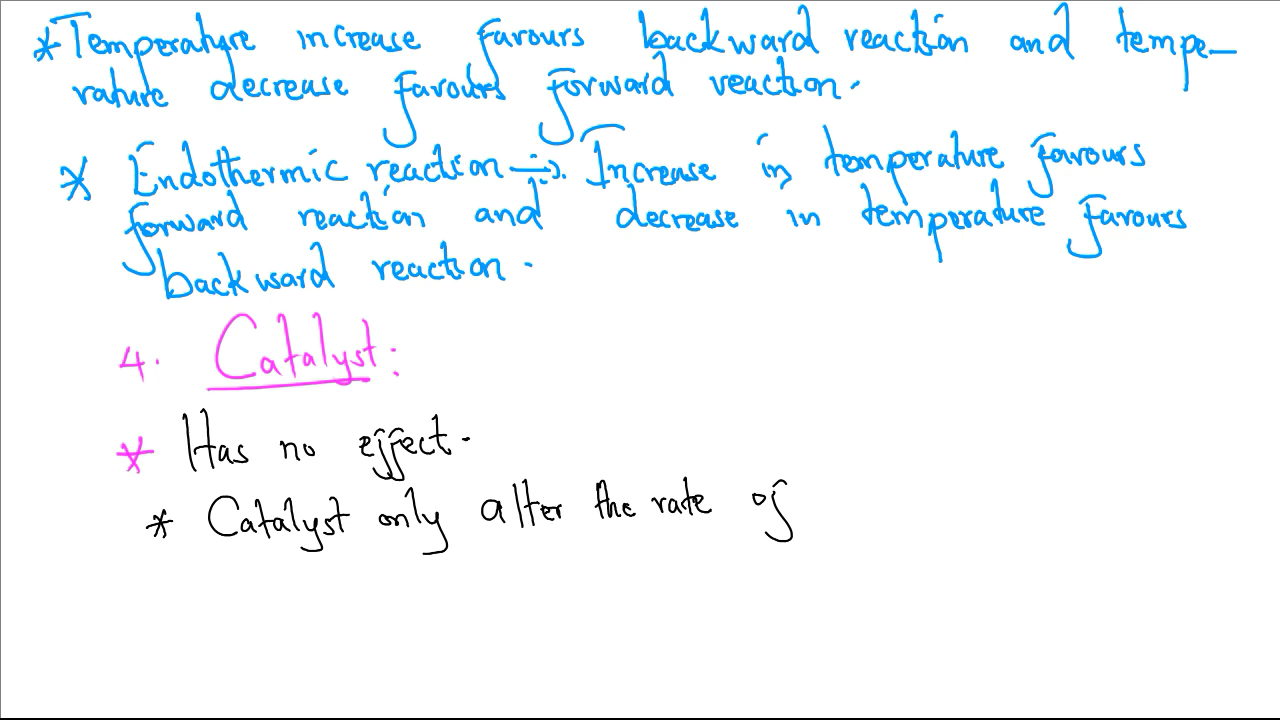 * Temperature increase favours backward reaction and tempe-
rature decrease favours forward reaction.
* Endothermic reaction ⇒ Increase in temperature favours
forward reaction and decrease in temperature favours
backward reaction.
4. Catalyst:
* Has no effect.
* Catalyst only alter the rate of